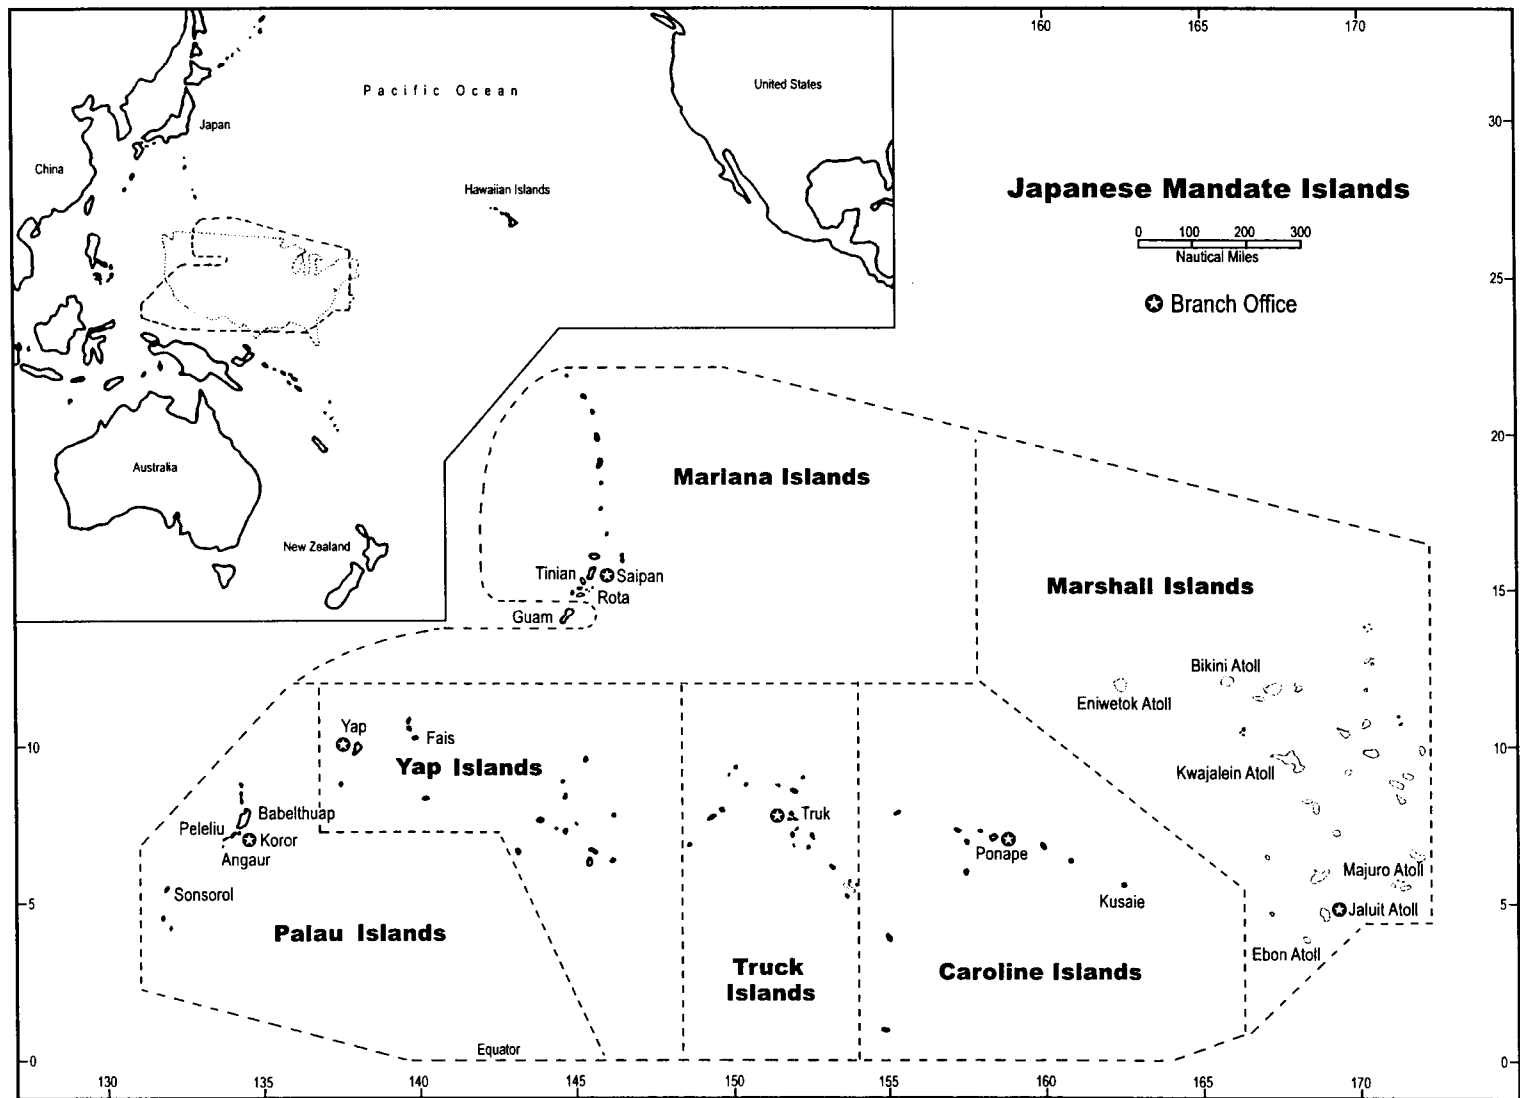 160
165
170
Pacific Ocean
United States
Japan
China
Hawaiian Islands
30
Japanese Mandate Islands
0 100 200 300
Nautical Miles
Branch Office
25
20
Australia
New Zealand
Mariana Islands
Tinian
Saipan
Rota
Guam
Marshall Islands
15
Bikini Atoll
Eniwetok Atoll
Yap
Fais
Yap Islands
10
10
Kwajalein Atoll
Babelthuap
Peleliu
Koror
Angaur
Truk
Ponape
Majuro Atoll
Sonsorol
Kusaie
Jaluit Atoll
5
5
Palau Islands
Ebon Atoll
Truck
Islands
Caroline Islands
Equator
0
0
130
135
140
145
150
155
160
165
170